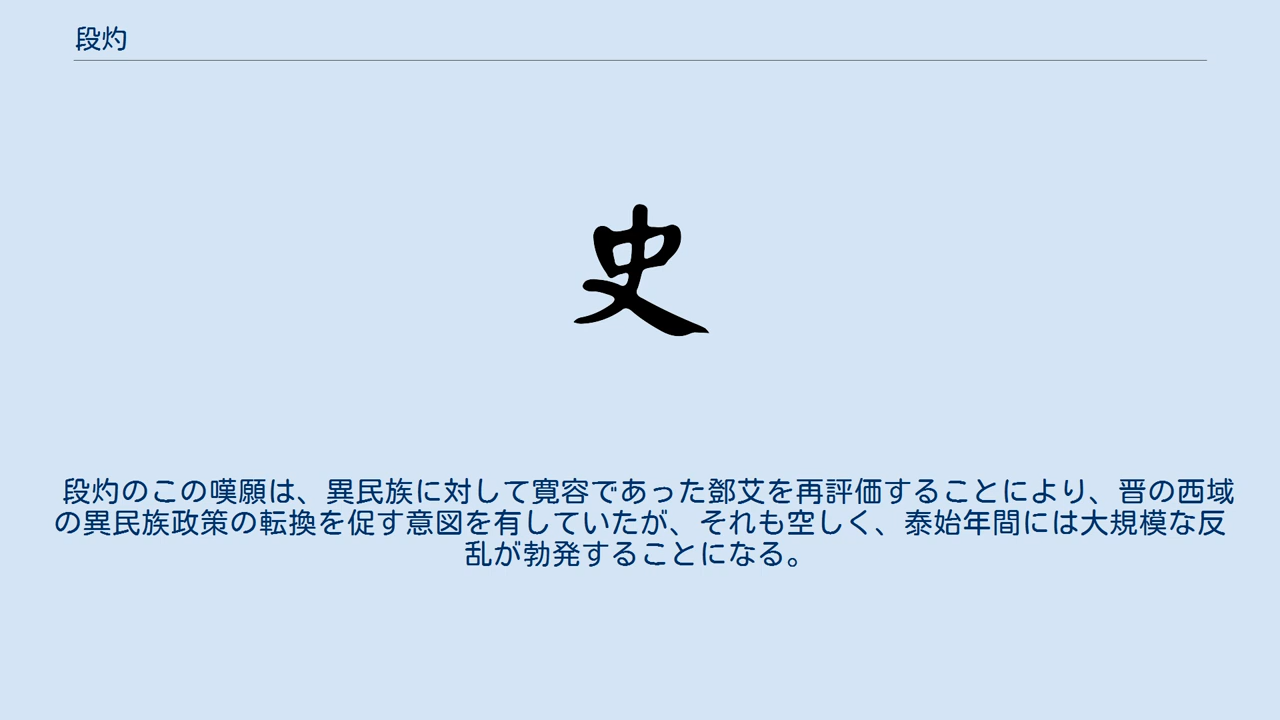 段灼
史
段灼のこの嘆願は、異民族に対して寛容であった鄧艾を再評価することにより、晋の西域
の異民族政策の転換を促す意図を有していたが、それも空しく、泰始年間には大規模な反
乱が勃発することになる。